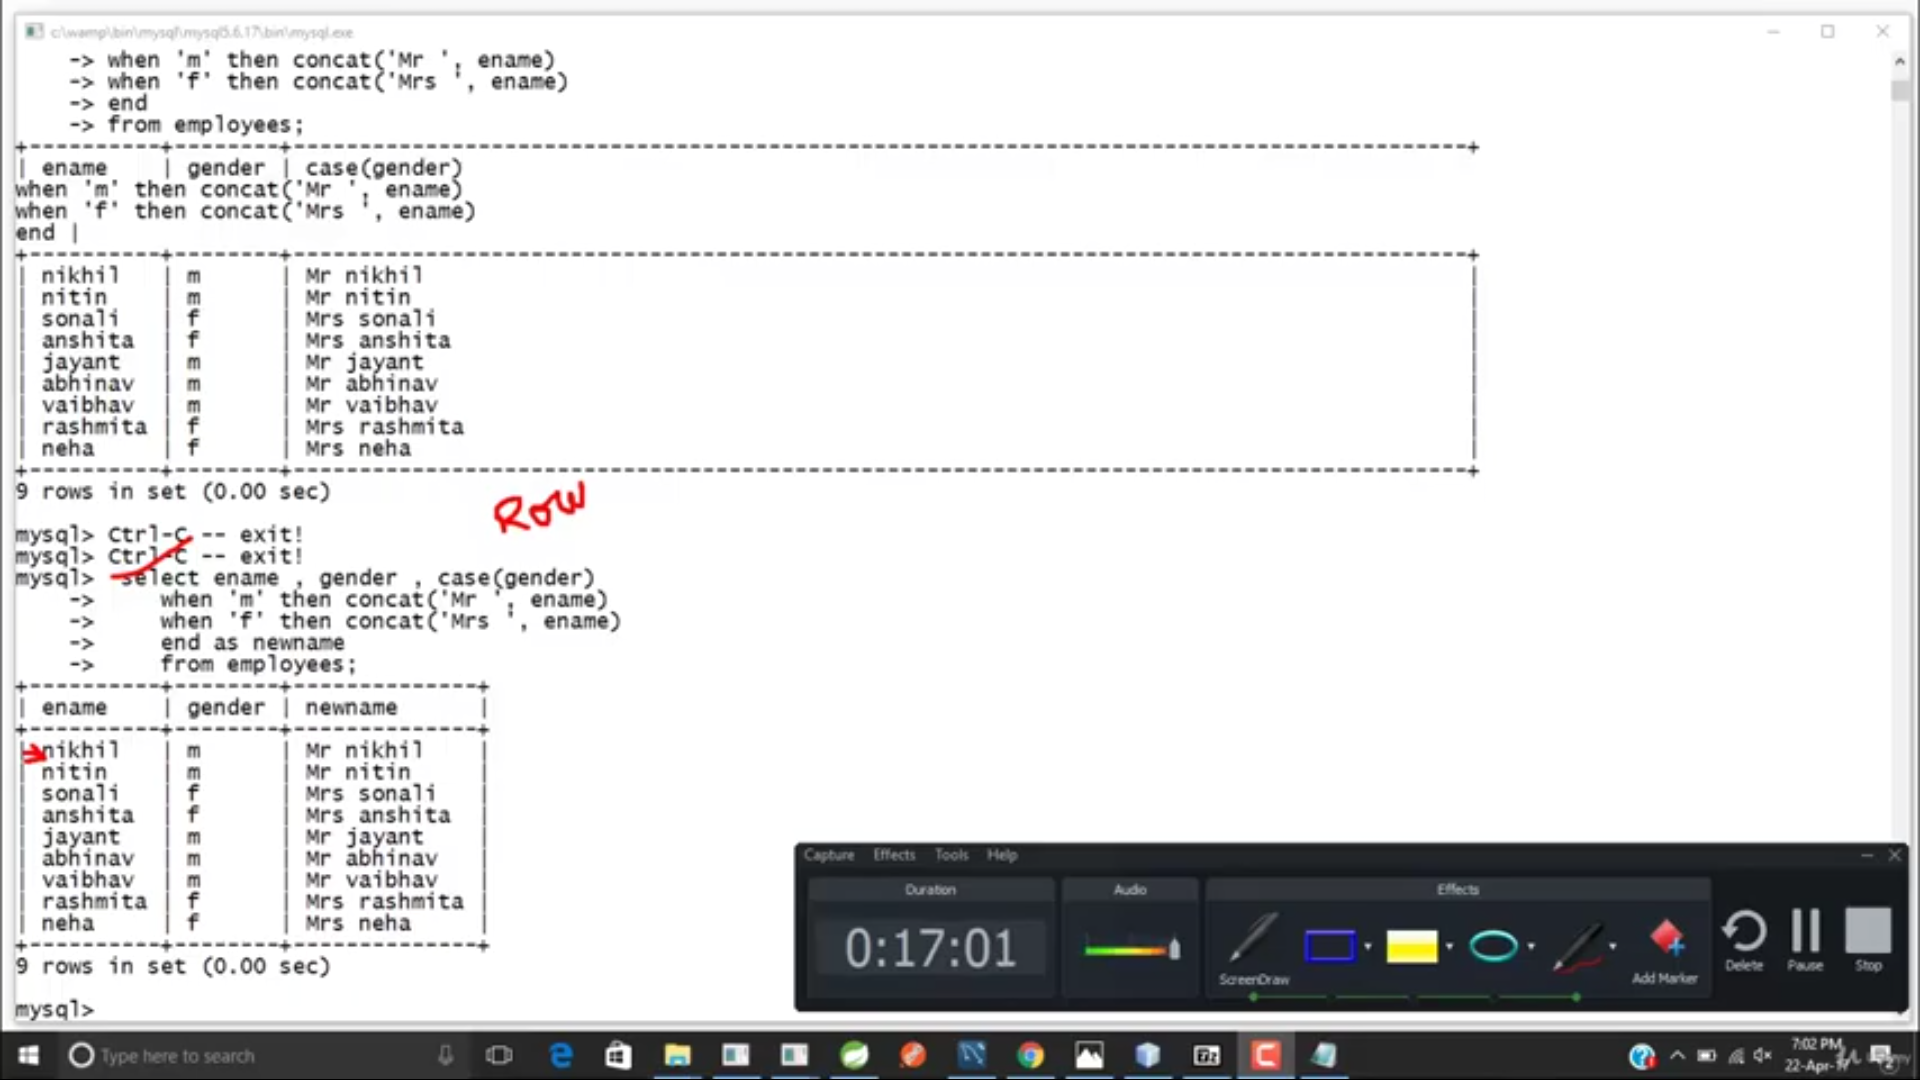 c:\wamp\bin\mysql\mysql5.6.17\bin\mysql.exe
-> when 'm' then concat('Mr ', ename)
-> when 'f' then concat('Mrs ', ename)
-> end
-> from employees;
+----------+--------+
| ename | gender | case(gender)
when 'm' then concat('Mr ', ename)
when 'f' then concat('Mrs ', ename)
end |
| nikhil | m | Mr nikhil |
| nitin | m | Mr nitin |
| sonali | f | Mrs sonali |
| anshita | f | Mrs anshita |
| jayant | m | Mr jayant |
| abhinav | m | Mr abhinav |
| vaibhav | m | Mr vaibhav |
| rashmita | f | Mrs rashmita |
| neha | f | Mrs neha |
9 rows in set (0.00 sec)
Row
mysql> Ctrl-C -- exit!
mysql> Ctrl-C -- exit!
mysql> select ename , gender , case(gender)
-> when 'm' then concat('Mr ', ename)
-> when 'f' then concat('Mrs ', ename)
-> end as newname
-> from employees;
| ename | gender | newname |
| nikhil | m | Mr nikhil |
| nitin | m | Mr nitin |
| sonali | f | Mrs sonali |
| anshita | f | Mrs anshita |
| jayant | m | Mr jayant |
| abhinav | m | Mr abhinav |
| vaibhav | m | Mr vaibhav |
| rashmita | f | Mrs rashmita |
| neha | f | Mrs neha |
9 rows in set (0.00 sec)
mysql>
Capture Effects Tools Help
Duration Audio Effects
0:17:01
ScreenDraw Add Marker Delete Pause Stop
Type here to search
7:02 PM
22-Apr-17